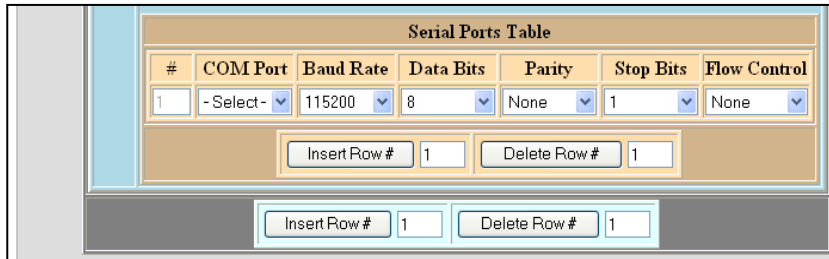 Serial Ports Table
# COM Port Baud Rate Data Bits Parity Stop Bits Flow Control
1 - Select - 115200 8 None 1 None
Insert Row # 1 Delete Row # 1
Insert Row # 1 Delete Row # 1